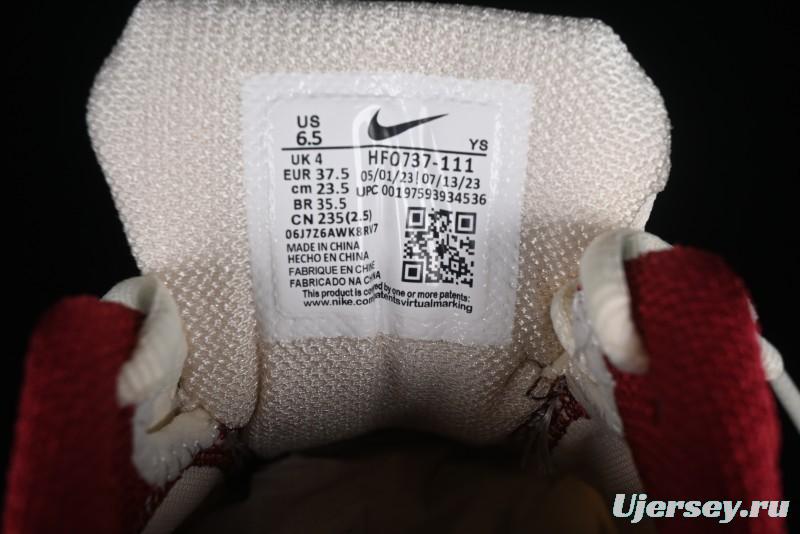 US
6.5
YS
UK 4
EUR 37.5
cm 23.5
BR 35.5
CN 235(2.5)
06J7Z6AWK8RV7
HF0737-111
05/01/23 | 07/13/23
UPC 00197593934536
MADE IN CHINA
HECHO EN CHINA
FABRIQUE EN CHINE
FABRICADO NA CHINA
This product is covered by one or more patents:
www.nike.com/patentsvirtualmarking
Ujersey.ru